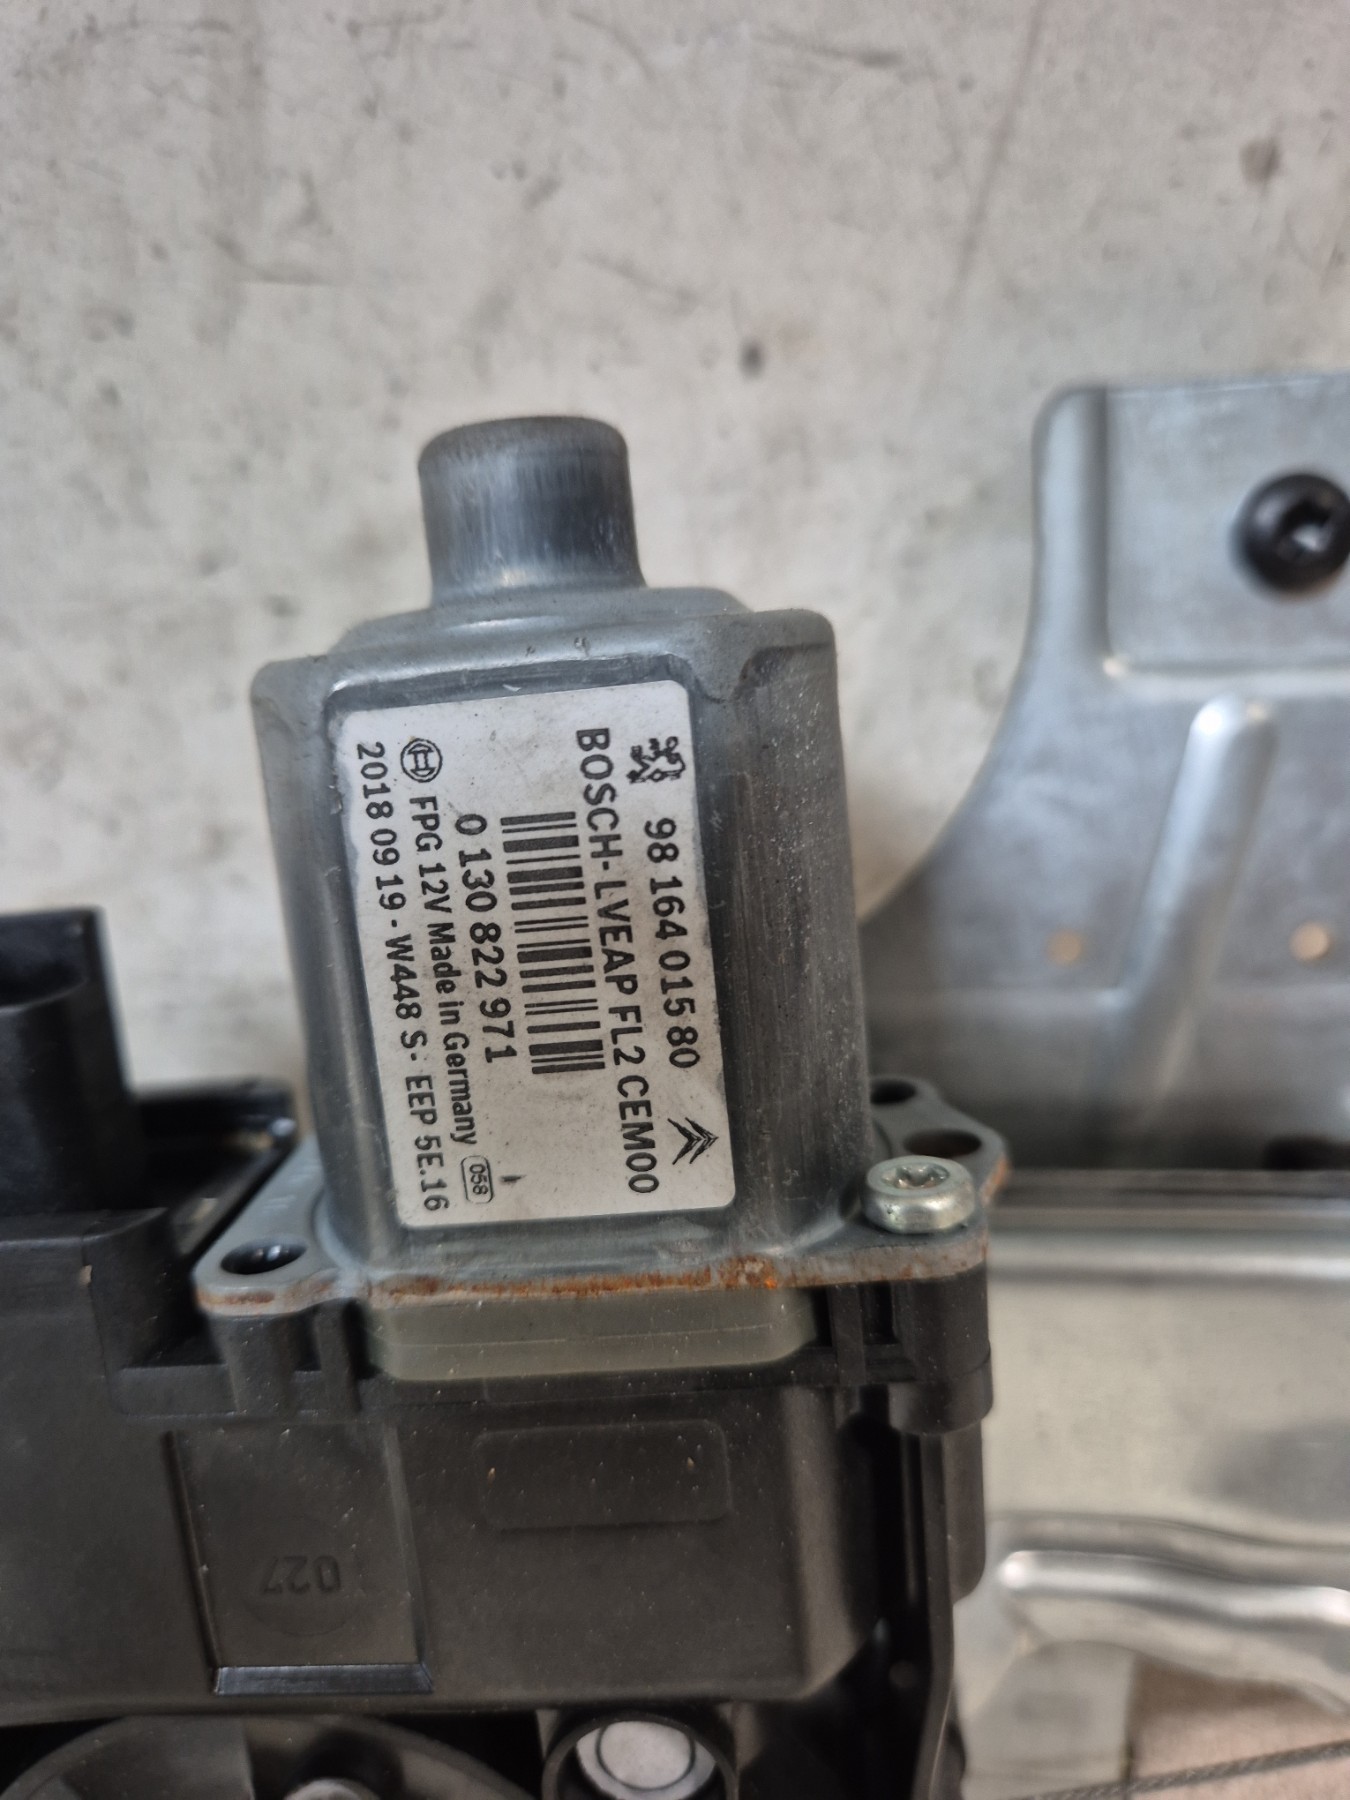 98 164 015 80
BOSCH-LVEAP FL2 CEM00
0 130 822 971
FPG 12V Made in Germany 058
2018 09 19 - W448 S - EEP 5E.16
027